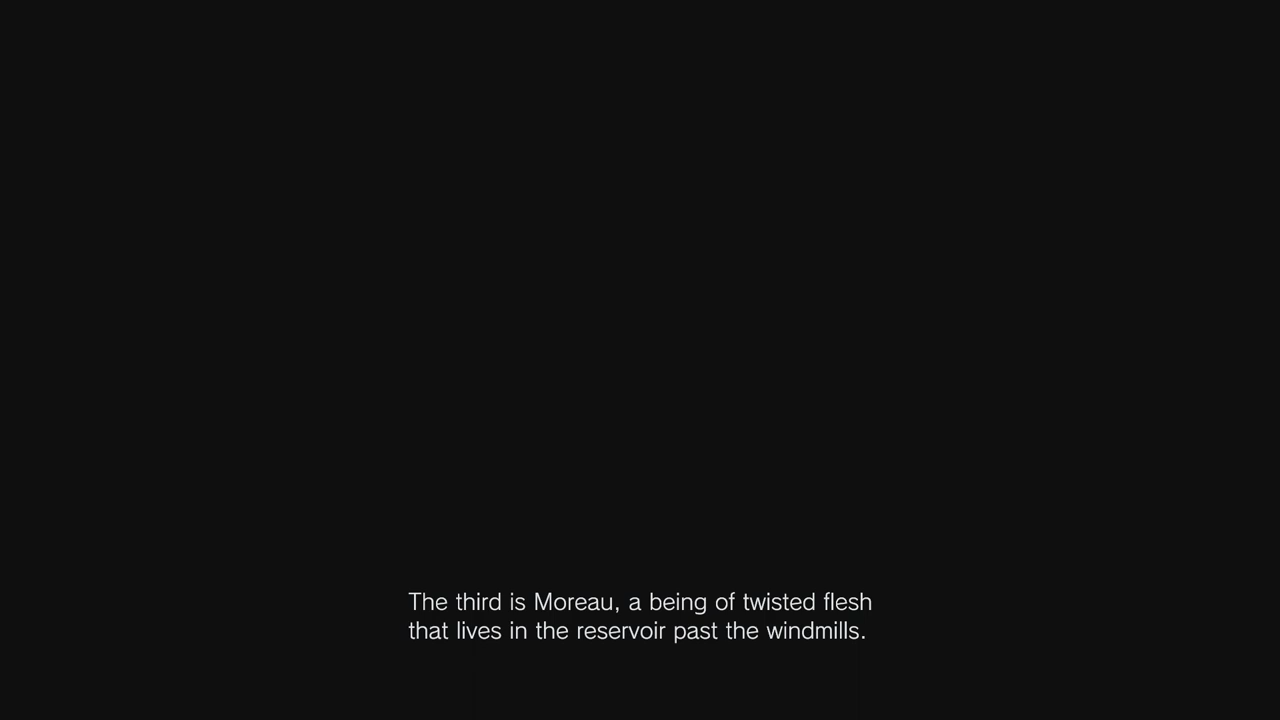 The third is Moreau, a being of twisted flesh
that lives in the reservoir past the windmills.